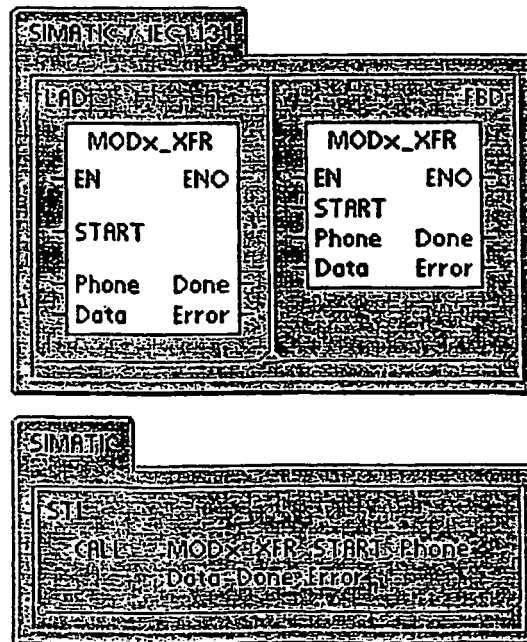 SIMATIC / IEC1131
LAD
FBD
MODx_XFR
EN ENO
START
Phone Done
Data Error
MODx_XFR
EN ENO
START
Phone Done
Data Error
SIMATIC
STL
CALL MODx_XFR, START, Phone,
Data, Done, Error